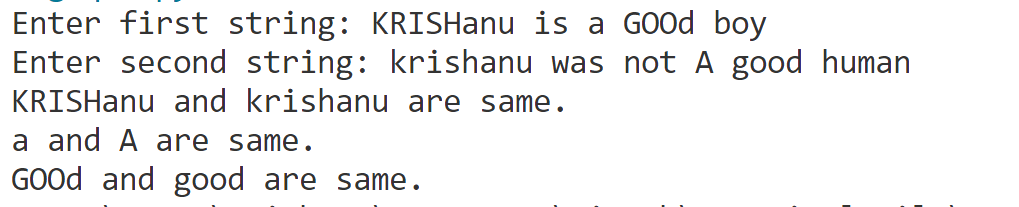 Enter first string: KRISHanu is a GOOd boy
Enter second string: krishanu was not A good human
KRISHanu and krishanu are same.
a and A are same.
GOOd and good are same.